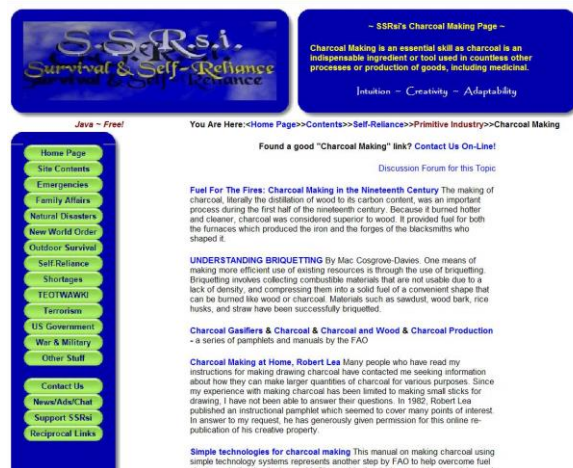 S.S.R.s.i.
Survival & Self-Reliance
~ SSRsi's Charcoal Making Page ~
Charcoal Making is an essential skill as charcoal is an
indispensable ingredient or tool used in countless other
processes or production of goods, including medicinal.
Intuition ~ Creativity ~ Adaptability
Java ~ Free!
You Are Here:<Home Page>>Contents>>Self-Reliance>>Primitive Industry>>Charcoal Making
Home Page
Site Contents
Emergencies
Family Affairs
Natural Disasters
New World Order
Outdoor Survival
Self-Reliance
Shortages
TEOTWAWKI
Terrorism
US Government
War & Military
Other Stuff
Contact Us
News/Ads/Chat
Support SSRsi
Reciprocal Links
Found a good "Charcoal Making" link? Contact Us On-Line!
Discussion Forum for this Topic
Fuel For The Fires: Charcoal Making in the Nineteenth Century The making of
charcoal, literally the distillation of wood to its carbon content, was an
important process during the first half of the nineteenth century. Because it burned hotter
and cleaner, charcoal was considered superior to wood. It provided fuel for both
the furnaces which produced the iron and the forges of the blacksmiths who
shaped it.
UNDERSTANDING BRIQUETTING By Mac Cosgrove-Davies. One means of
making more efficient use of existing resources is through the use of briquetting.
Briquetting involves collecting combustible materials that are not usable due to a
lack of density, and compressing them into a solid fuel of a convenient shape that
can be burned like wood or charcoal. Materials such as sawdust, wood bark, rice
husks, and straw have been successfully briquetted.
Charcoal Gasifiers & Charcoal & Charcoal and Wood & Charcoal Production
- a series of pamphlets and manuals by the FAO
Charcoal Making at Home, Robert Lea Many people who have read my
instructions for making drawing charcoal have contacted me seeking information
about how they can make larger quantities of charcoal for various purposes. Since
my experience with making charcoal has been limited to making small sticks for
drawing, I have not been able to answer their questions. In 1982, Robert Lea
published an instructional pamphlet which seemed to cover many points of interest.
In answer to my request, he has generously given permission for this online re-
publication of his creative property.
Simple technologies for charcoal making This manual on making charcoal using
simple technology systems represents another step by FAO to help overcome fuel